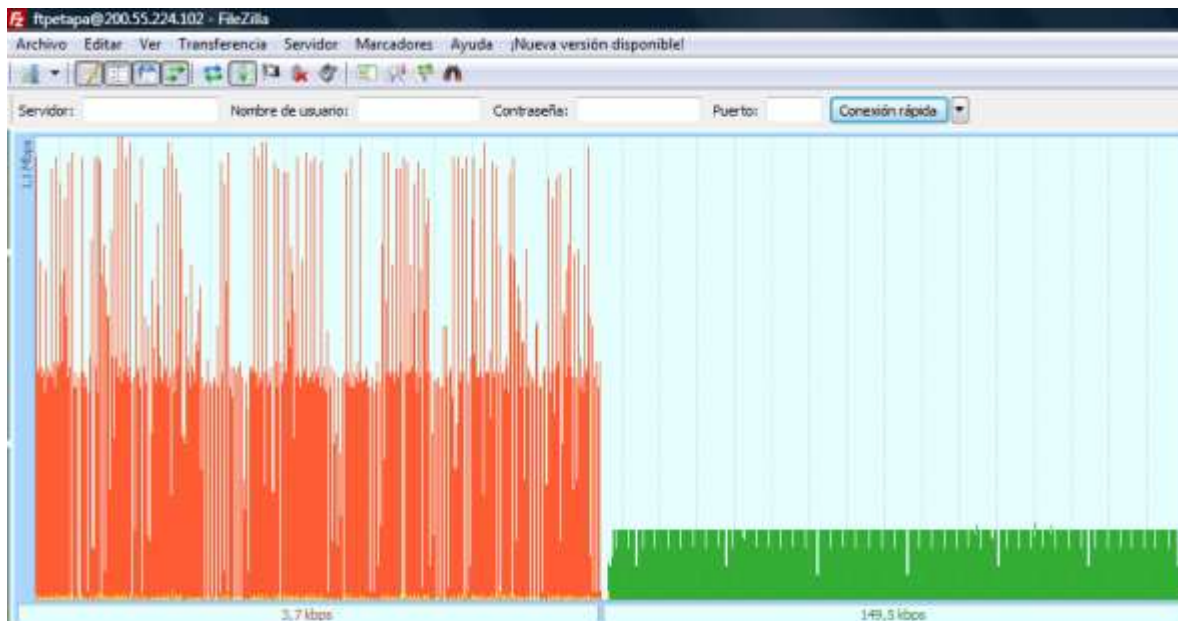 ftpetapa@200.55.224.102 - FileZilla
Archivo Editar Ver Transferencia Servidor Marcadores Ayuda ¡Nueva versión disponible!
Servidor: Nombre de usuario: Contraseña: Puerto: Conexión rápida
1,1 Mbps
3,7 kbps 149,5 kbps